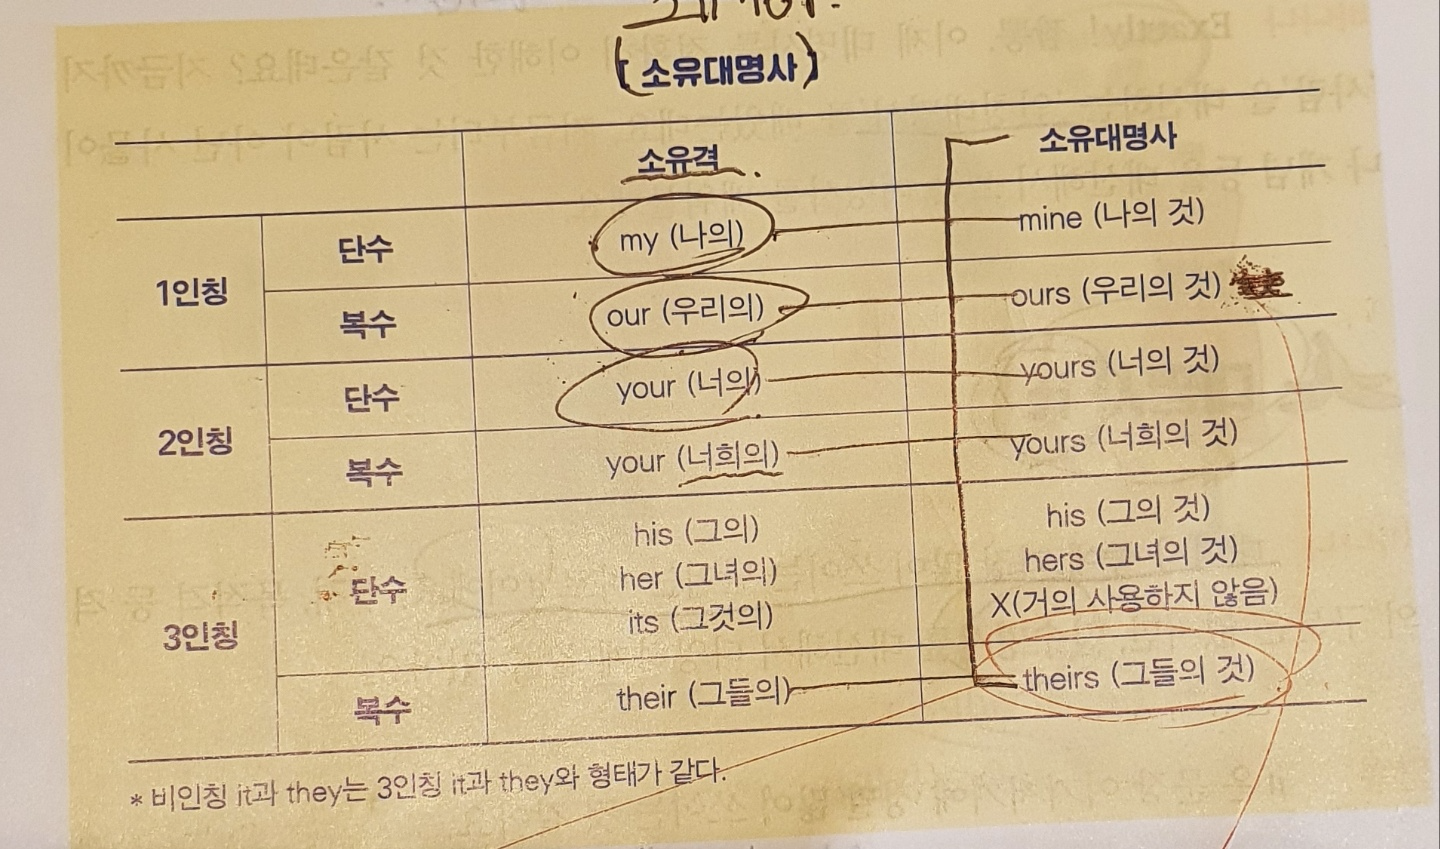 (소유대명사)
소유격 소유대명사
1인칭 단수 my (나의) mine (나의 것)
복수 our (우리의) ours (우리의 것)
2인칭 단수 your (너의) yours (너의 것)
복수 your (너희의) yours (너희의 것)
3인칭 단수 his (그의) his (그의 것)
her (그녀의) hers (그녀의 것)
its (그것의) X(거의 사용하지 않음)
복수 their (그들의) theirs (그들의 것)
* 비인칭 it과 they는 3인칭 it과 they와 형태가 같다.